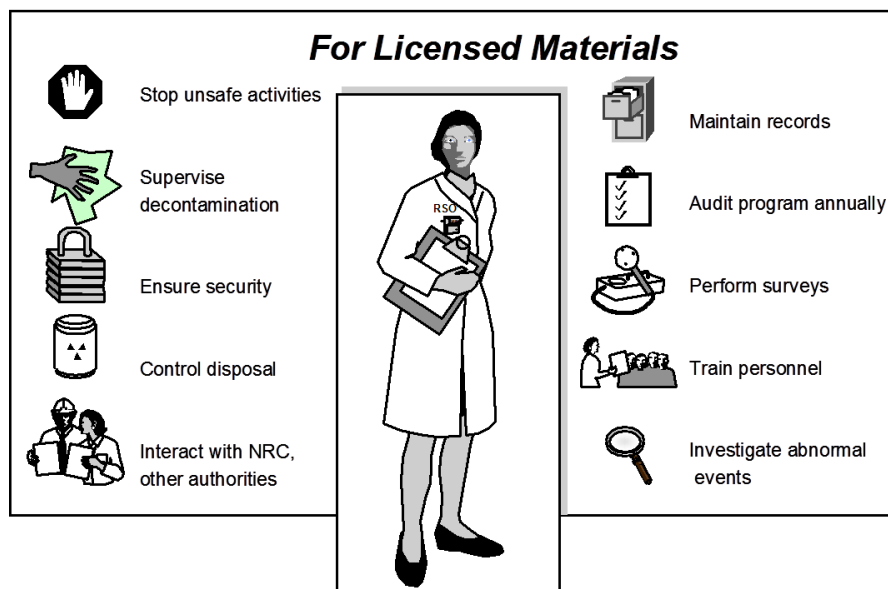 For Licensed Materials
Stop unsafe activities
Supervise
decontamination
Ensure security
Control disposal
Interact with NRC,
other authorities
RSO
Maintain records
Audit program annually
Perform surveys
Train personnel
Investigate abnormal
events